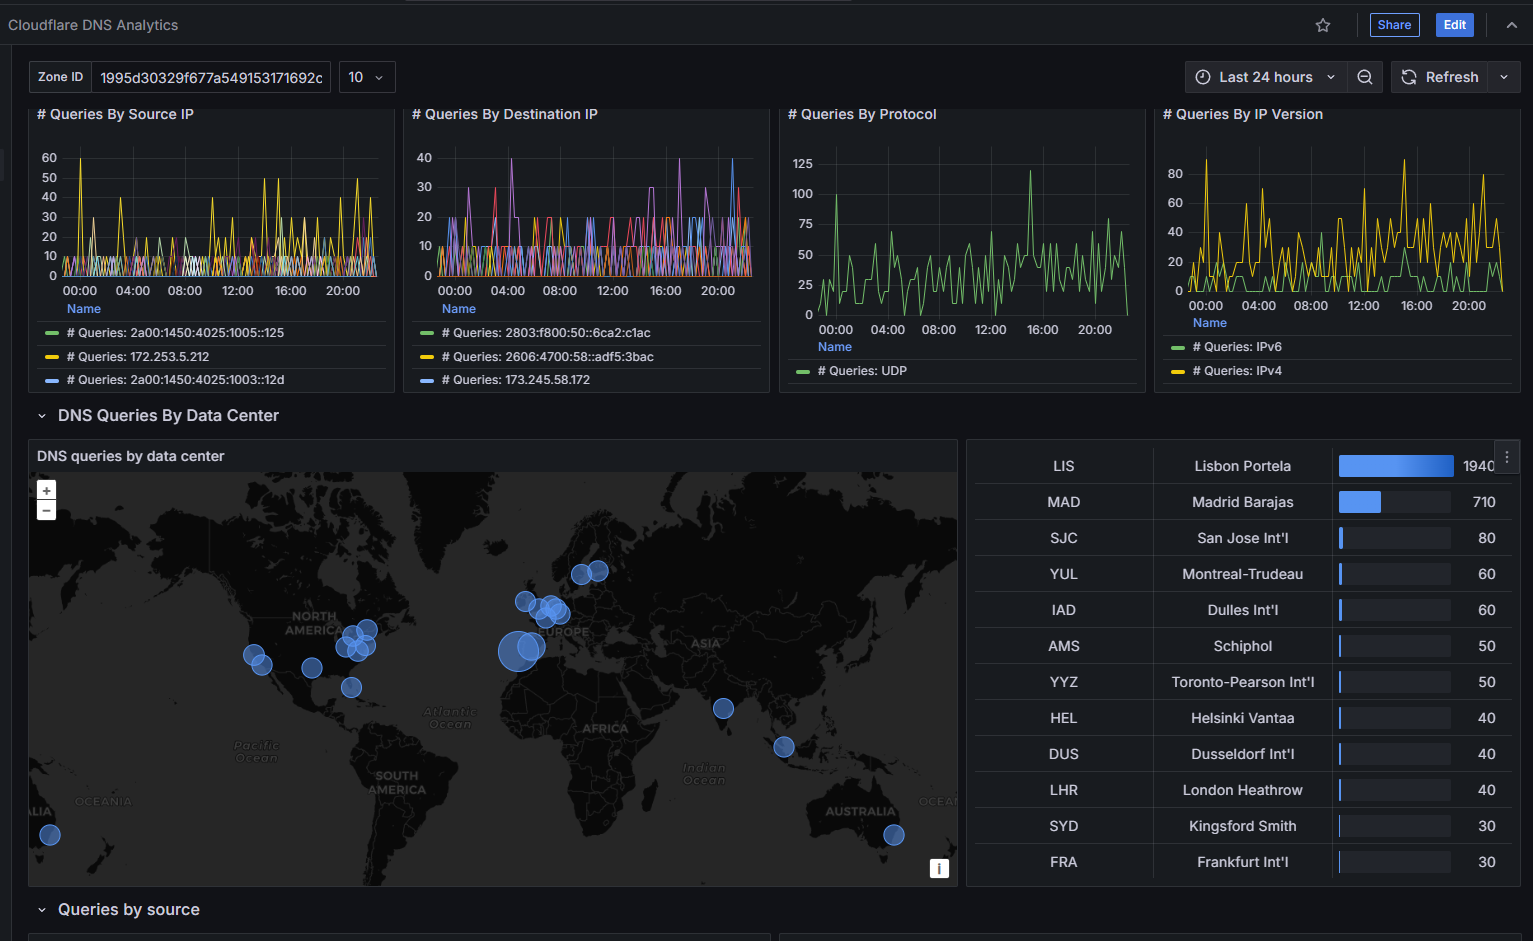 Cloudflare DNS Analytics
Share
Edit
Zone ID
1995d30329f677a549153171692c
10
Last 24 hours
Refresh
# Queries By Source IP
60
50
40
30
20
10
0
00:00 04:00 08:00 12:00 16:00 20:00
Name
# Queries: 2a00:1450:4025:1005::125
# Queries: 172.253.5.212
# Queries: 2a00:1450:4025:1003::12d
# Queries By Destination IP
40
30
20
10
0
00:00 04:00 08:00 12:00 16:00 20:00
Name
# Queries: 2803:f800:50::6ca2:c1ac
# Queries: 2606:4700:58::adf5:3bac
# Queries: 173.245.58.172
# Queries By Protocol
125
100
75
50
25
0
00:00 04:00 08:00 12:00 16:00 20:00
Name
# Queries: UDP
# Queries By IP Version
80
60
40
20
0
00:00 04:00 08:00 12:00 16:00 20:00
Name
# Queries: IPv6
# Queries: IPv4
DNS Queries By Data Center
DNS queries by data center
+
−
NORTH
AMERICA
EUROPE
ASIA
Atlantic
Ocean
AFRICA
Pacific
Ocean
Indian
Ocean
SOUTH
AMERICA
OCEANIA
ALIA
AUSTRALIA
OCEAN
i
LIS Lisbon Portela 1940
MAD Madrid Barajas 710
SJC San Jose Int'l 80
YUL Montreal-Trudeau 60
IAD Dulles Int'l 60
AMS Schiphol 50
YYZ Toronto-Pearson Int'l 50
HEL Helsinki Vantaa 40
DUS Dusseldorf Int'l 40
LHR London Heathrow 40
SYD Kingsford Smith 30
FRA Frankfurt Int'l 30
Queries by source